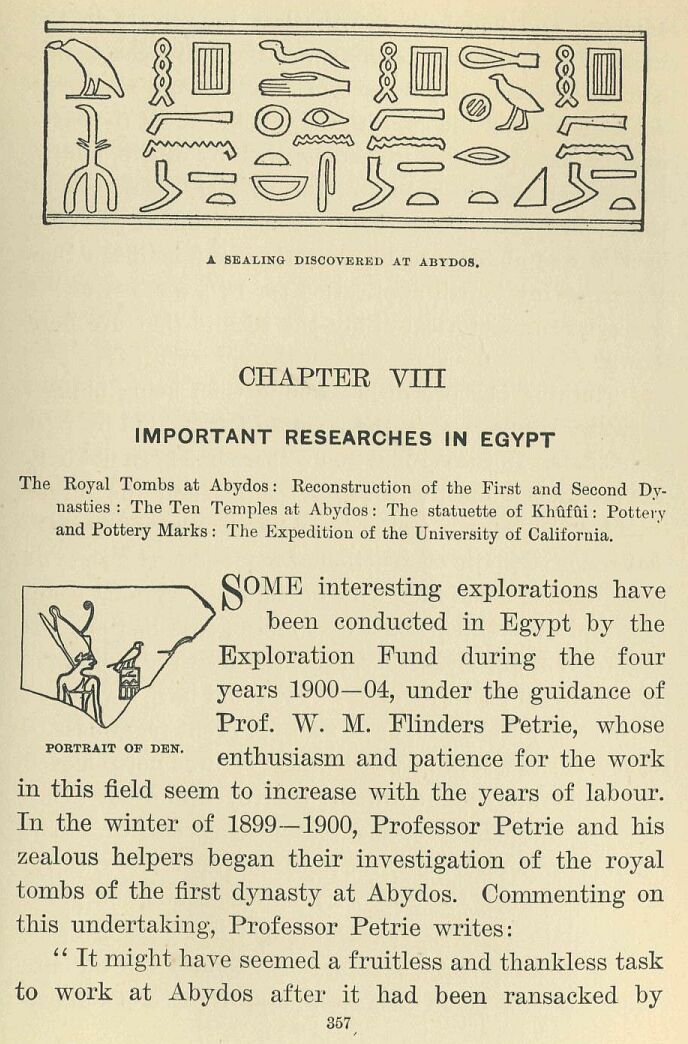 A SEALING DISCOVERED AT ABYDOS.
CHAPTER VIII
IMPORTANT RESEARCHES IN EGYPT
The Royal Tombs at Abydos: Reconstruction of the First and Second Dy-
nasties : The Ten Temples at Abydos : The statuette of Khûfûi : Pottery
and Pottery Marks : The Expedition of the University of California.
SOME interesting explorations have
been conducted in Egypt by the
Exploration Fund during the four
years 1900—04, under the guidance of
Prof. W. M. Flinders Petrie, whose
enthusiasm and patience for the work
PORTRAIT OF DEN.
in this field seem to increase with the years of labour.
In the winter of 1899—1900, Professor Petrie and his
zealous helpers began their investigation of the royal
tombs of the first dynasty at Abydos. Commenting on
this undertaking, Professor Petrie writes:
“ It might have seemed a fruitless and thankless task
to work at Abydos after it had been ransacked by
357